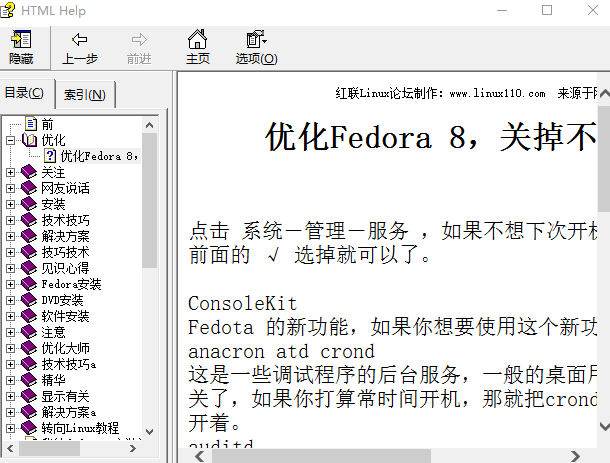 HTML Help
隐藏 上一步 前进 主页 选项(O)
目录(C) 索引(N)
前
优化
优化Fedora 8,
关注
网友说话
安装
技术技巧
解决方案
技巧技术
见识心得
Fedora安装
DVD安装
软件安装
注意
优化大师
技术技巧a
精华
显示有关
解决方案a
转向Linux教程
红联Linux论坛制作: www.linux110.com 来源于
优化Fedora 8，关掉不
点击 系统－管理－服务 ，如果不想下次开机
前面的 √ 选掉就可以了。
ConsoleKit
Fedota 的新功能，如果你想要使用这个新功
anacron atd crond
这是一些调试程序的后台服务，一般的桌面用
关了，如果你打算常时间开机，那就把crond
开着。
auditd